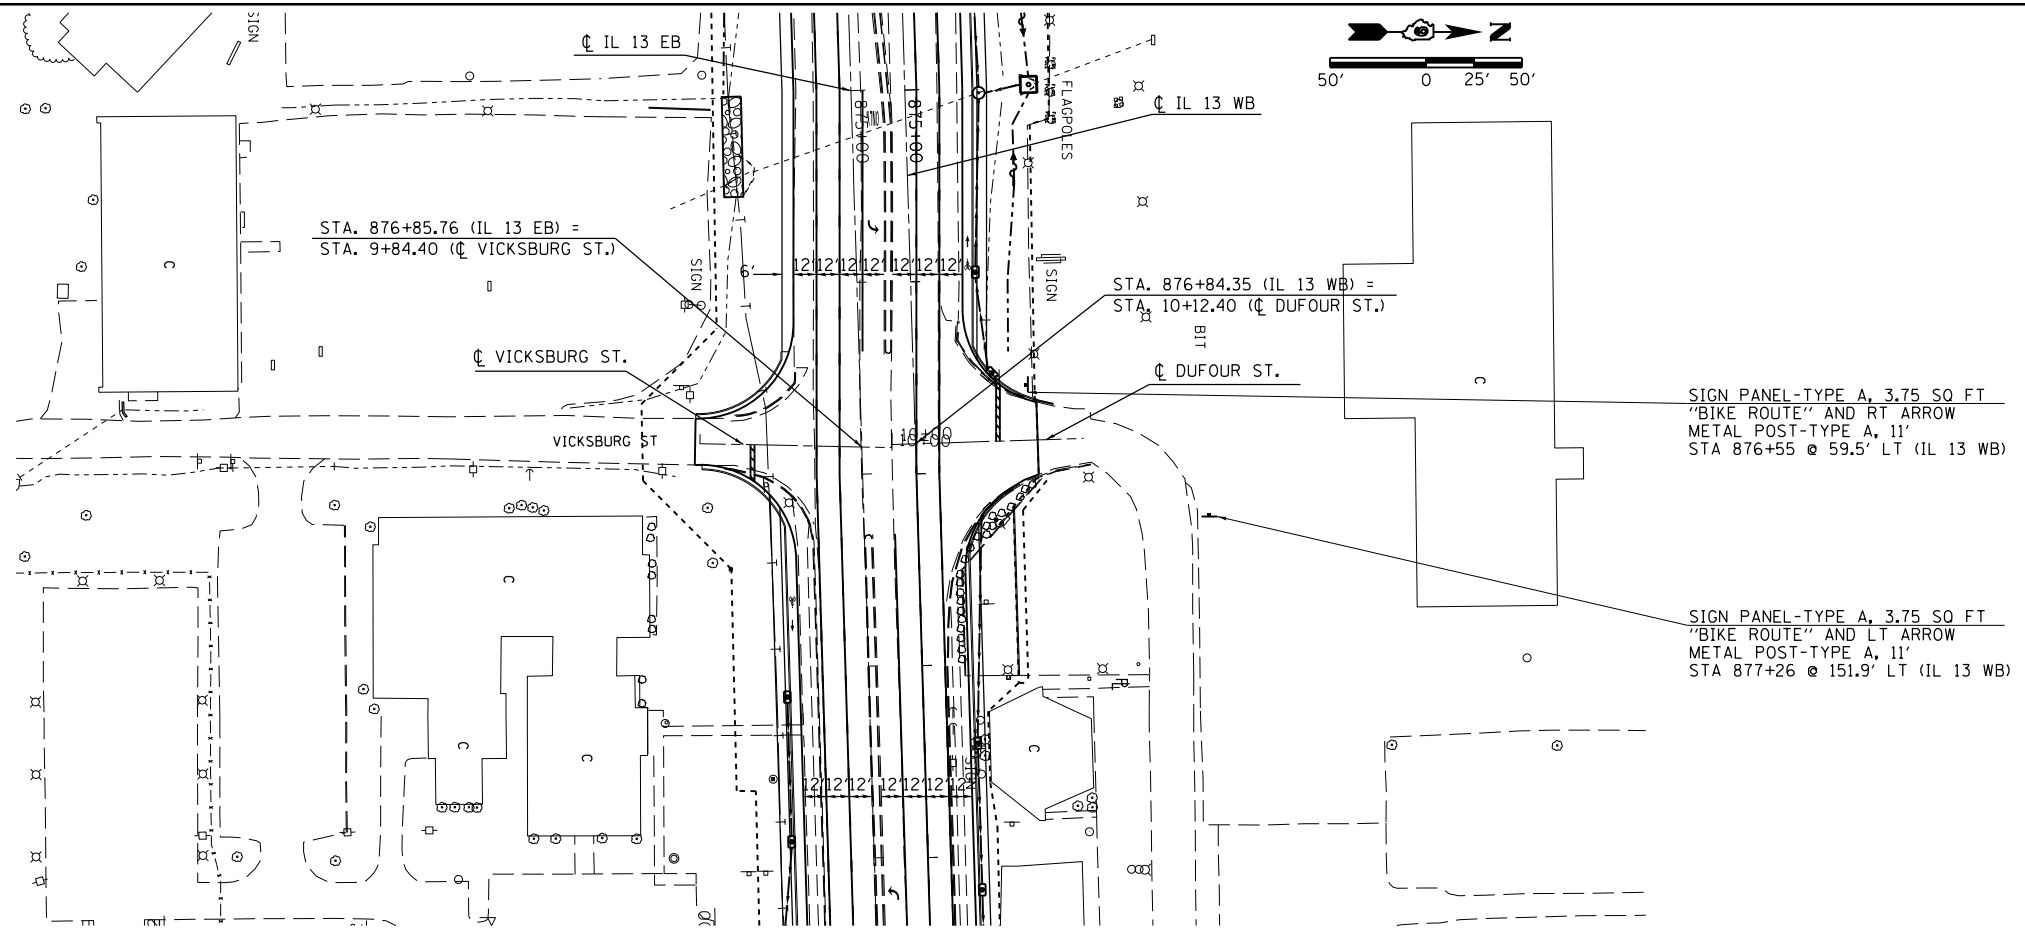 SIGN
℄ IL 13 EB
N
50' 0 25' 50'
℄ IL 13 WB
FLAGPOLES
875+00
875+00
STA. 876+85.76 (IL 13 EB) =
STA. 9+84.40 (℄ VICKSBURG ST.)
C
SIGN
6' 12' 12' 12' 12' 12' 12' 12'
SIGN
STA. 876+84.35 (IL 13 WB) =
STA. 10+12.40 (℄ DUFOUR ST.)
BIT
℄ VICKSBURG ST.
℄ DUFOUR ST.
C
SIGN PANEL-TYPE A, 3.75 SQ FT
"BIKE ROUTE" AND RT ARROW
METAL POST-TYPE A, 11'
STA 876+55 @ 59.5' LT (IL 13 WB)
VICKSBURG ST
C
SIGN PANEL-TYPE A, 3.75 SQ FT
"BIKE ROUTE" AND LT ARROW
METAL POST-TYPE A, 11'
STA 877+26 @ 151.9' LT (IL 13 WB)
C
C
C
SIGN
12' 12' 12' 12' 12' 12' 12'